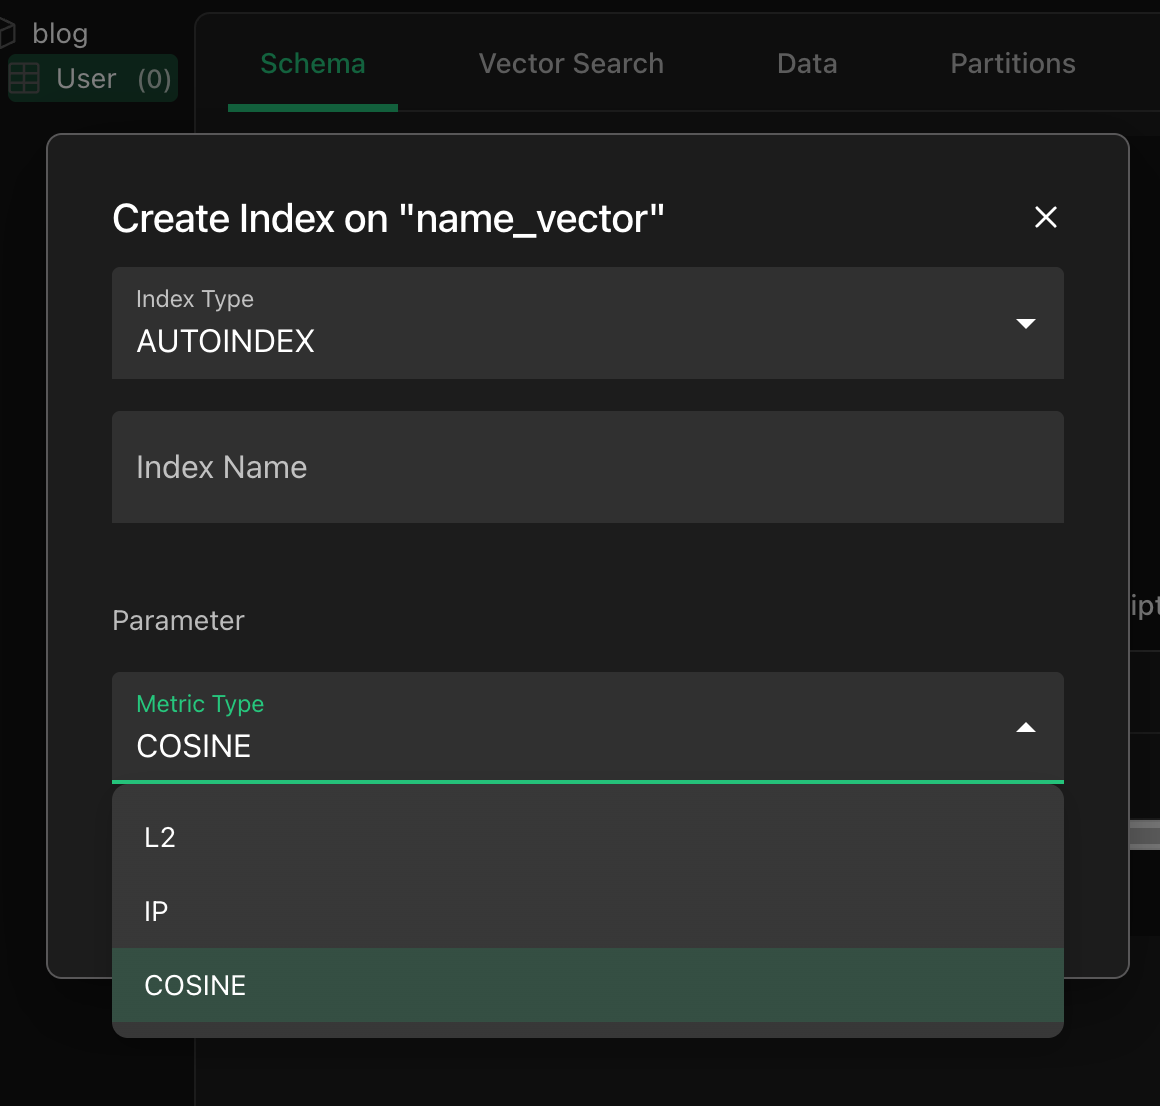 blog
User (0)
Schema Vector Search Data Partitions
Create Index on "name_vector"
Index Type
AUTOINDEX
Index Name
ipt
Parameter
Metric Type
COSINE
L2
IP
COSINE